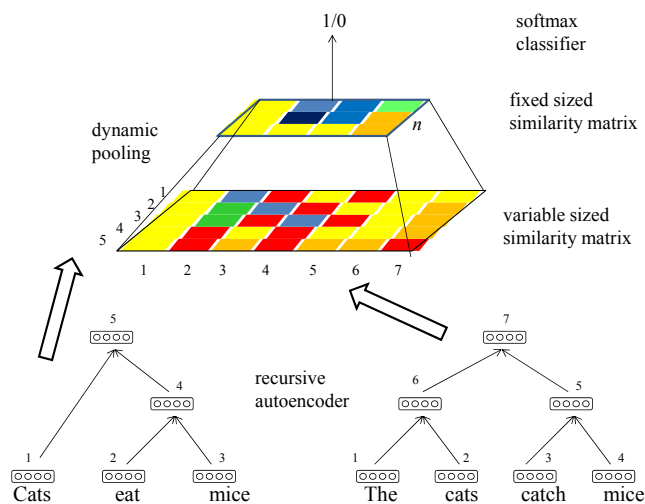 1/0
softmax
classifier
fixed sized
similarity matrix
n
dynamic
pooling
1
2
3
4
5
variable sized
similarity matrix
1 2 3 4 5 6 7
5
7
4
recursive
autoencoder
6
5
1
2
3
1
2
3
4
Cats eat mice
The cats catch mice